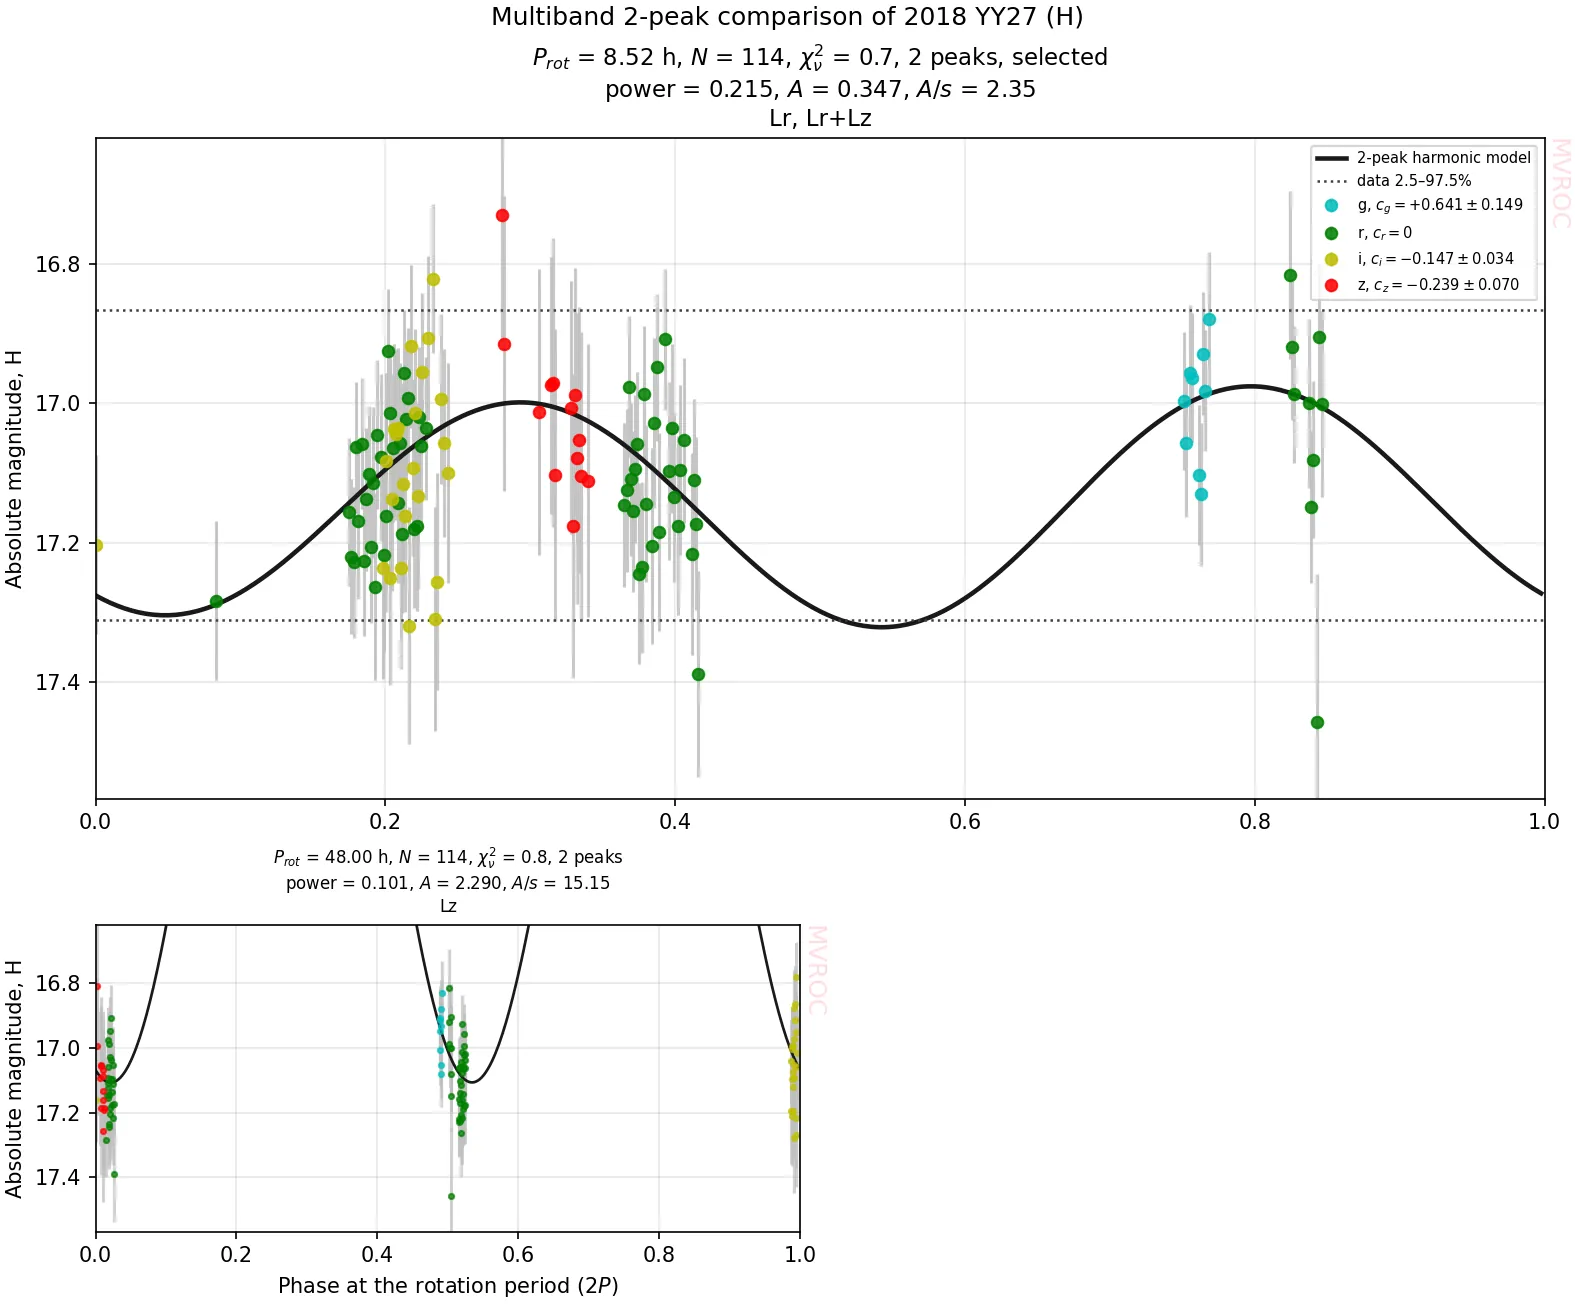 Multiband 2-peak comparison of 2018 YY27 (H)
P_rot = 8.52 h, N = 114, χ²_ν = 0.7, 2 peaks, selected
power = 0.215, A = 0.347, A/s = 2.35
Lr, Lr+Lz
2-peak harmonic model
data 2.5–97.5%
g, c_g = +0.641 ± 0.149
r, c_r = 0
i, c_i = −0.147 ± 0.034
z, c_z = −0.239 ± 0.070
MVROC
Absolute magnitude, H
16.8
17.0
17.2
17.4
0.0 0.2 0.4 0.6 0.8 1.0
P_rot = 48.00 h, N = 114, χ²_ν = 0.8, 2 peaks
power = 0.101, A = 2.290, A/s = 15.15
Lz
MVROC
Absolute magnitude, H
16.8
17.0
17.2
17.4
0.0 0.2 0.4 0.6 0.8 1.0
Phase at the rotation period (2P)